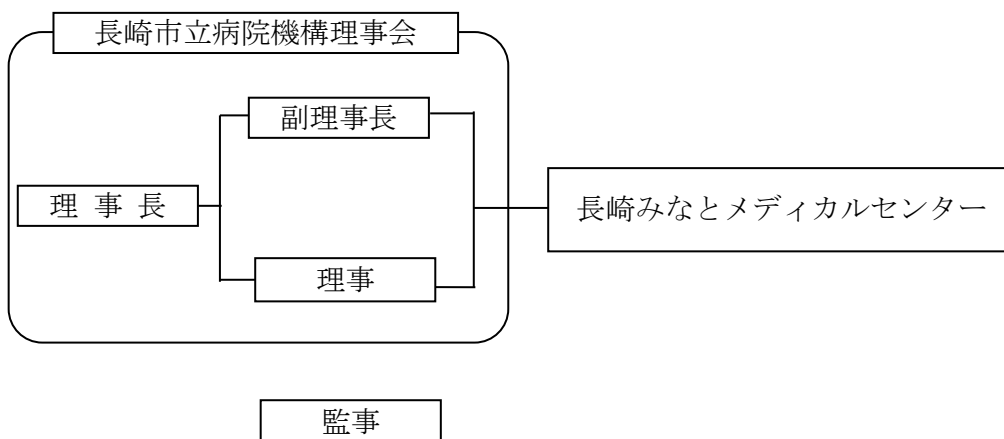 長崎市立病院機構理事会
副理事長
理 事 長
長崎みなとメディカルセンター
理事
監事